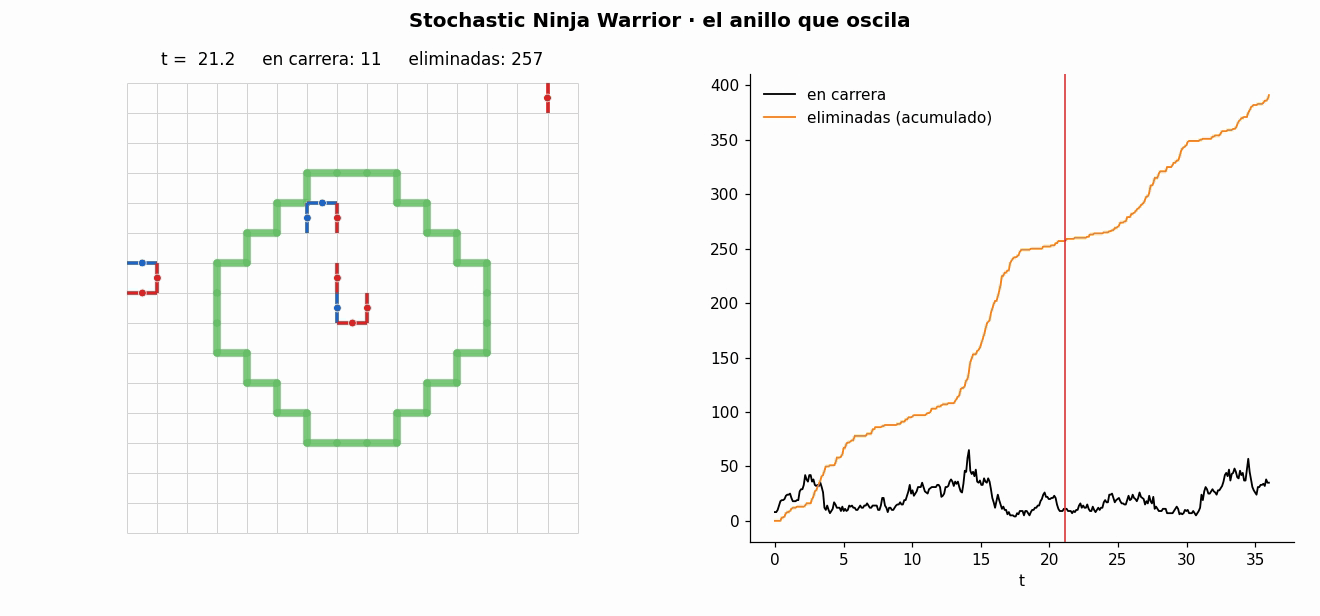 Stochastic Ninja Warrior · el anillo que oscila
t = 21.2 en carrera: 11 eliminadas: 257
en carrera
eliminadas (acumulado)
400
350
300
250
200
150
100
50
0
0 5 10 15 20 25 30 35
t